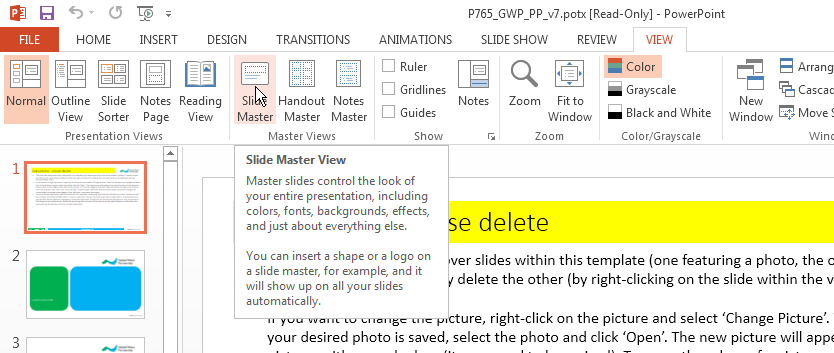 P765_GWP_PP_v7.potx [Read-Only] - PowerPoint
FILE HOME INSERT DESIGN TRANSITIONS ANIMATIONS SLIDE SHOW REVIEW VIEW
Normal
Outline View
Slide Sorter
Notes Page
Reading View
Presentation Views
Slide Master
Handout Master
Notes Master
Master Views
Ruler
Gridlines
Guides
Show
Notes
Zoom
Fit to Window
Zoom
Color
Grayscale
Black and White
Color/Grayscale
New Window
Arrang
Cascad
Move S
1
2
3
Slide Master View
Master slides control the look of
your entire presentation, including
colors, fonts, backgrounds, effects,
and just about everything else.
You can insert a shape or a logo on
a slide master, for example, and it
will show up on all your slides
automatically.
se delete
over slides within this template (one featuring a photo, the o
y delete the other (by right-clicking on the slide within the v
If you want to change the picture, right-click on the picture and select ‘Change Picture’.
your desired photo is saved, select the photo and click ‘Open’. The new picture will appe